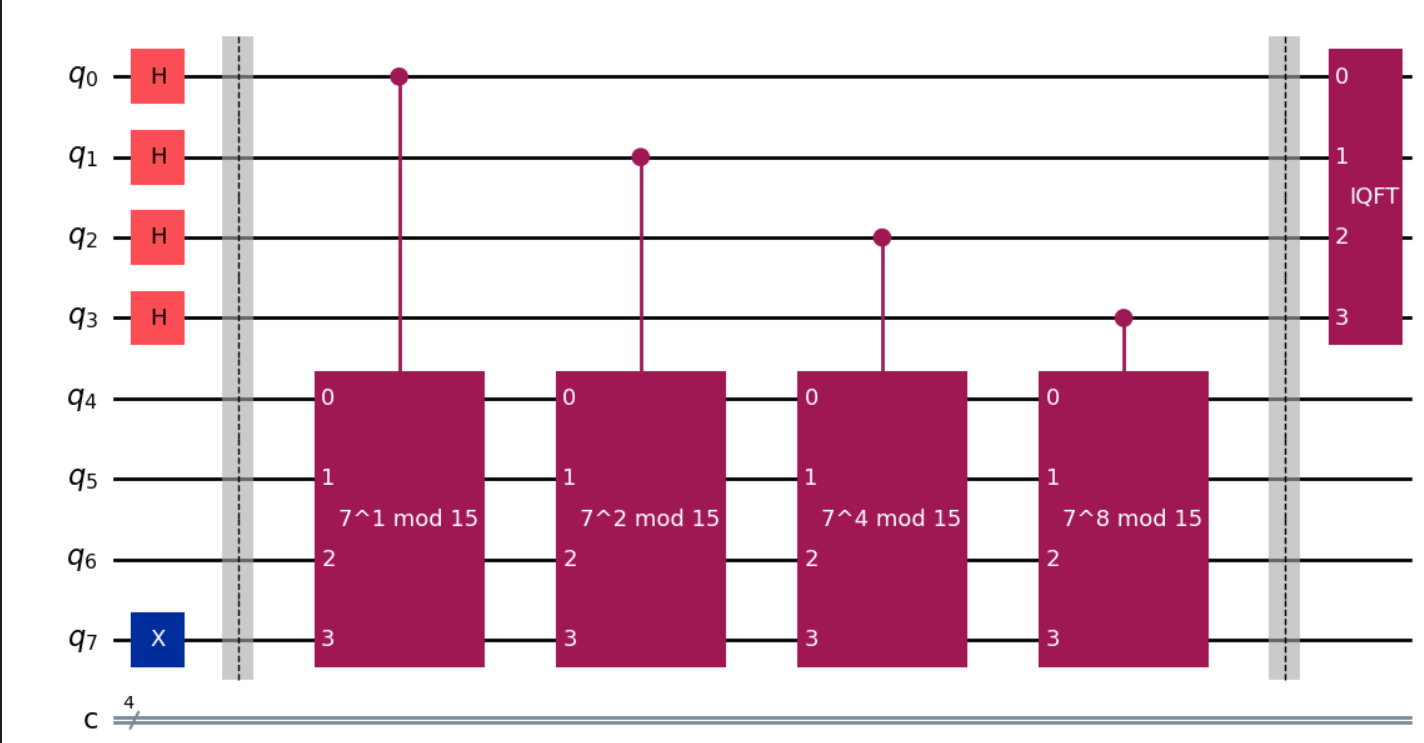 q0 H 0
q1 H 1
IQFT
q2 H 2
q3 H 3
q4 0 0 0 0
q5 1 1 1 1
7^1 mod 15 7^2 mod 15 7^4 mod 15 7^8 mod 15
q6 2 2 2 2
q7 X 3 3 3 3
4
c